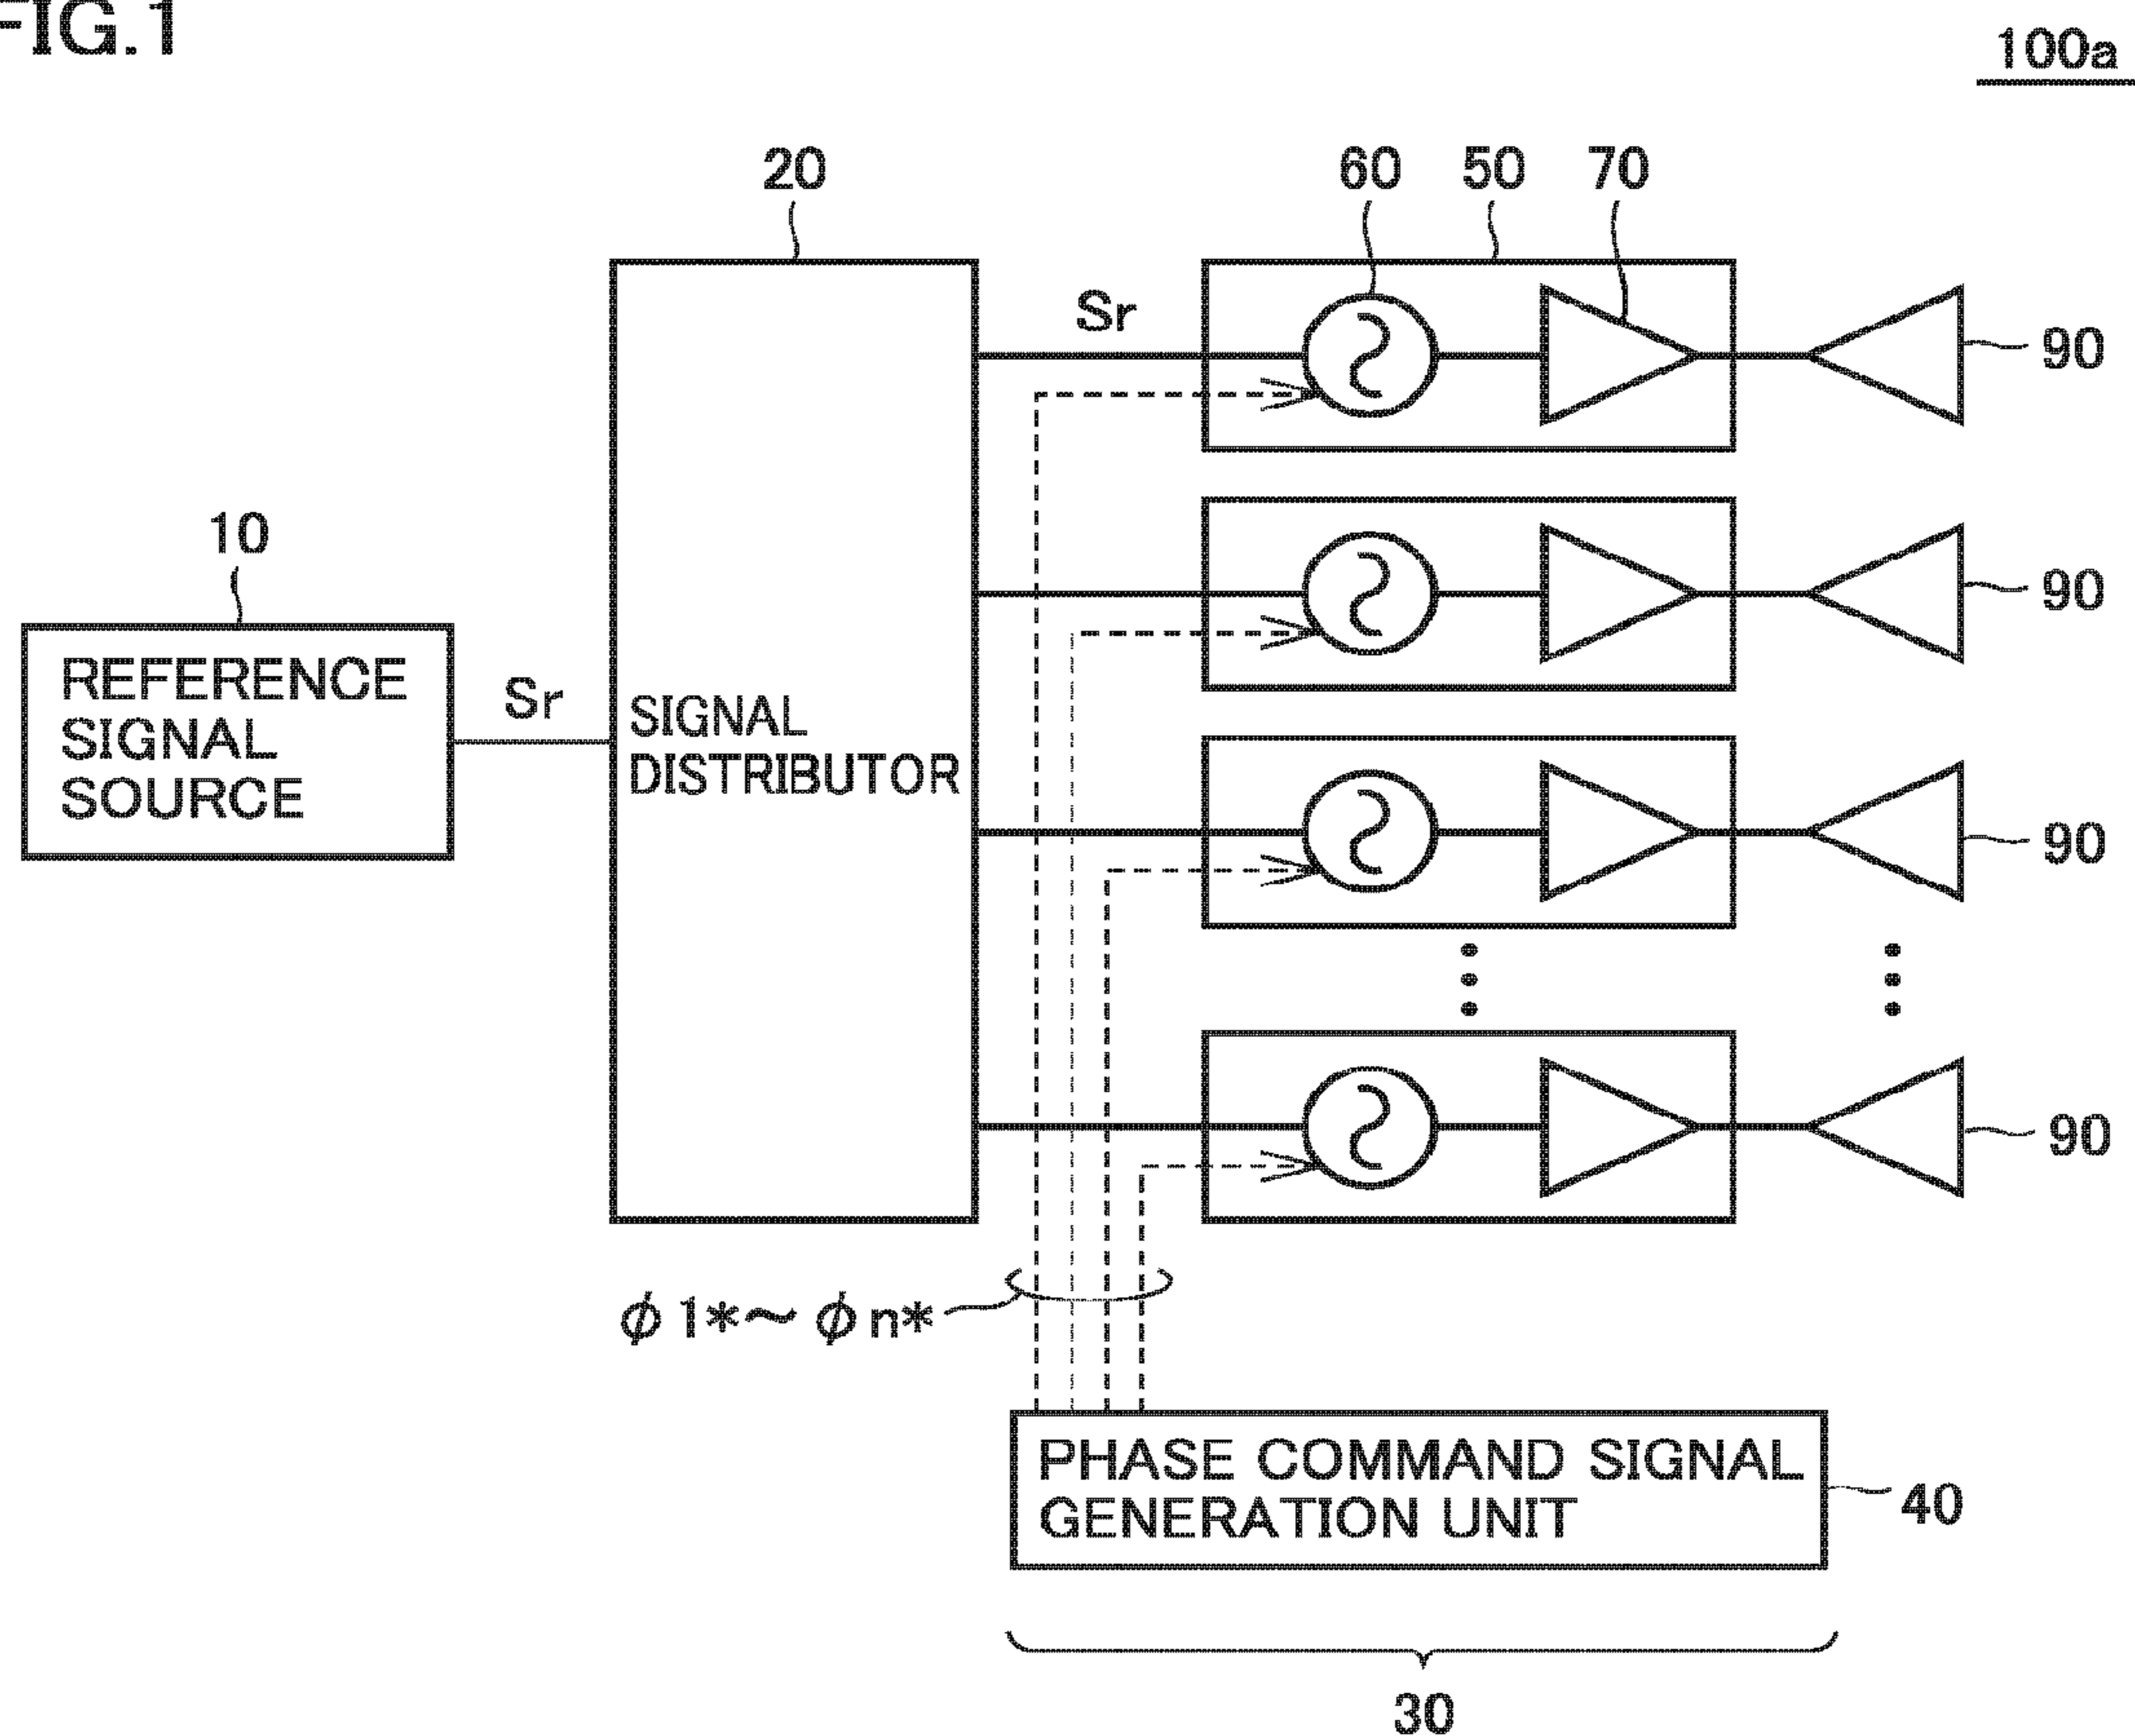 FIG.1
100a
20
60
50
70
Sr
90
10
90
REFERENCE
SIGNAL
SOURCE
Sr
SIGNAL
DISTRIBUTOR
90
90
ϕ1*~ϕn*
PHASE COMMAND SIGNAL
GENERATION UNIT
40
30